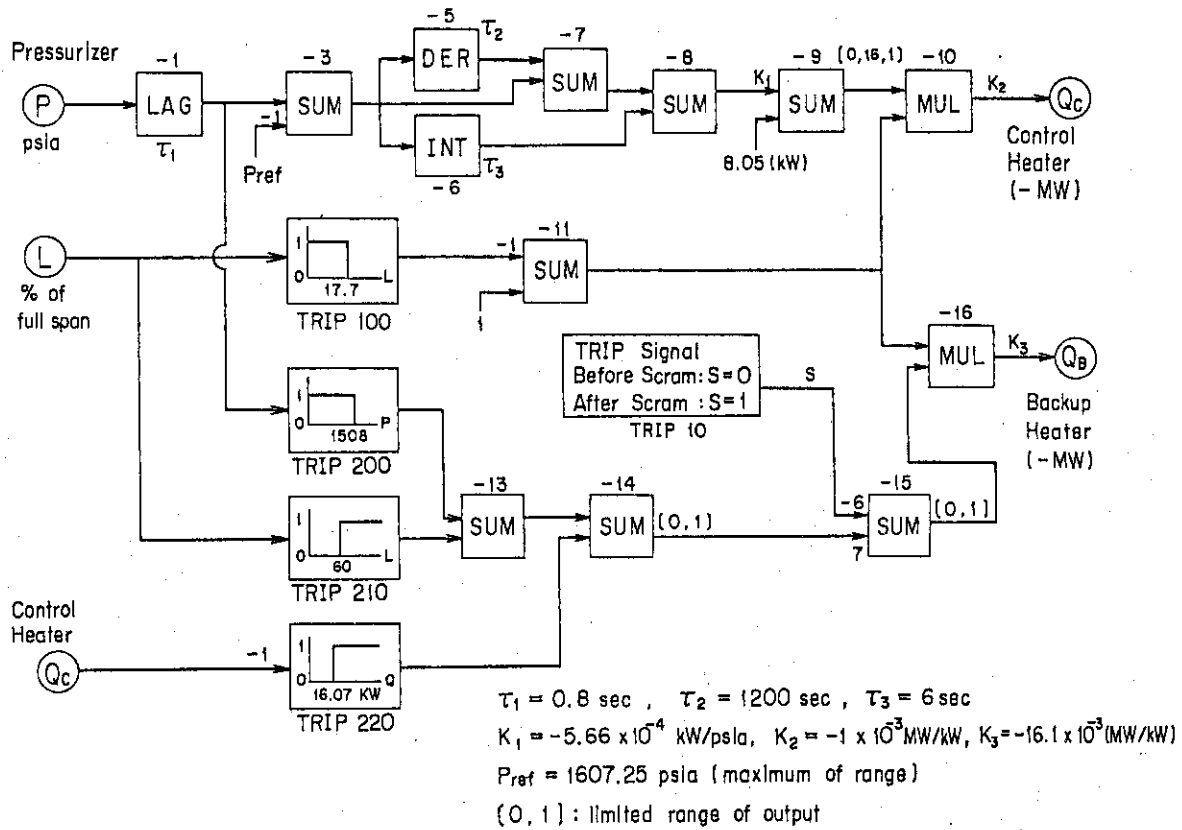 Pressurizer
P
psia
-1
LAG
τ1
-3
SUM
-1
Pref
-5
DER
τ2
INT
τ3
-6
-7
SUM
-8
SUM
K1
-9
SUM
8.05 (kW)
[0,16,1)
-10
MUL
K2
Qc
Control
Heater
(-MW)
L
% of
full span
1
0
17.7
L
TRIP 100
-1
-11
SUM
1
TRIP Signal
Before Scram: S=0
After Scram : S=1
TRIP 10
S
-16
MUL
K3
QB
Backup
Heater
(-MW)
1
0
1508
P
TRIP 200
1
0
60
L
TRIP 210
-13
SUM
-14
SUM
[0,1)
-6
7
-15
SUM
[0,1)
Control
Heater
Qc
-1
1
0
16.07 KW
Q
TRIP 220
τ1 = 0.8 sec , τ2 = 1200 sec , τ3 = 6 sec
K1 = -5.66 x10^-4 kW/psia, K2 = -1 x 10^-3 MW/kW, K3 = -16.1 x 10^-3 (MW/kW)
Pref = 1607.25 psia (maximum of range)
[0, 1] : limited range of output